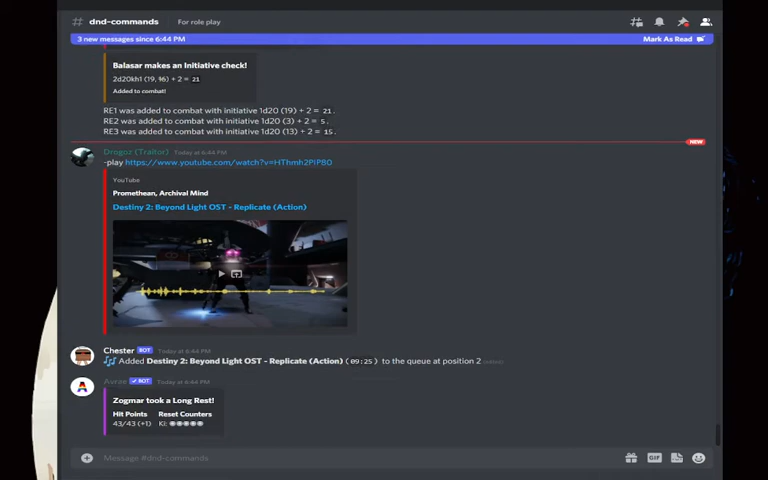 # dnd-commands For role play
3 new messages since 6:44 PM Mark As Read
Balasar makes an Initiative check!
2d20kh1 (19, 16) + 2 = 21
Added to combat!
RE1 was added to combat with initiative 1d20 (19) + 2 = 21.
RE2 was added to combat with initiative 1d20 (3) + 2 = 5.
RE3 was added to combat with initiative 1d20 (13) + 2 = 15.
NEW
Drogoz (Traitor) Today at 6:44 PM
-play https://www.youtube.com/watch?v=HThmh2PIPB0
YouTube
Promethean, Archival Mind
Destiny 2: Beyond Light OST - Replicate (Action)
Chester BOT Today at 6:44 PM
Added Destiny 2: Beyond Light OST - Replicate (Action) (09:25) to the queue at position 2
Avrae BOT Today at 6:44 PM
Zogmar took a Long Rest!
Hit Points Reset Counters
43/43 (+1) Ki: ◉◉◉◉◉
Message #dnd-commands
GIF